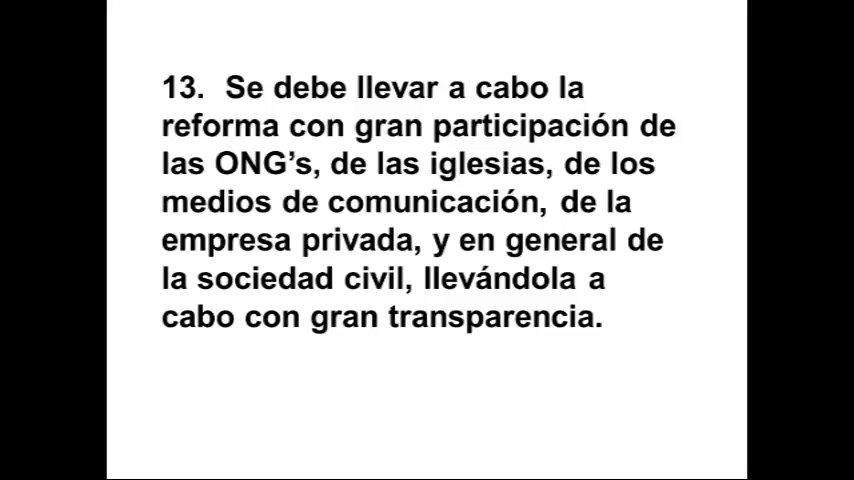 13.  Se debe llevar a cabo la
reforma con gran participación de
las ONG’s, de las iglesias, de los
medios de comunicación, de la
empresa privada, y en general de
la sociedad civil, llevándola a
cabo con gran transparencia.